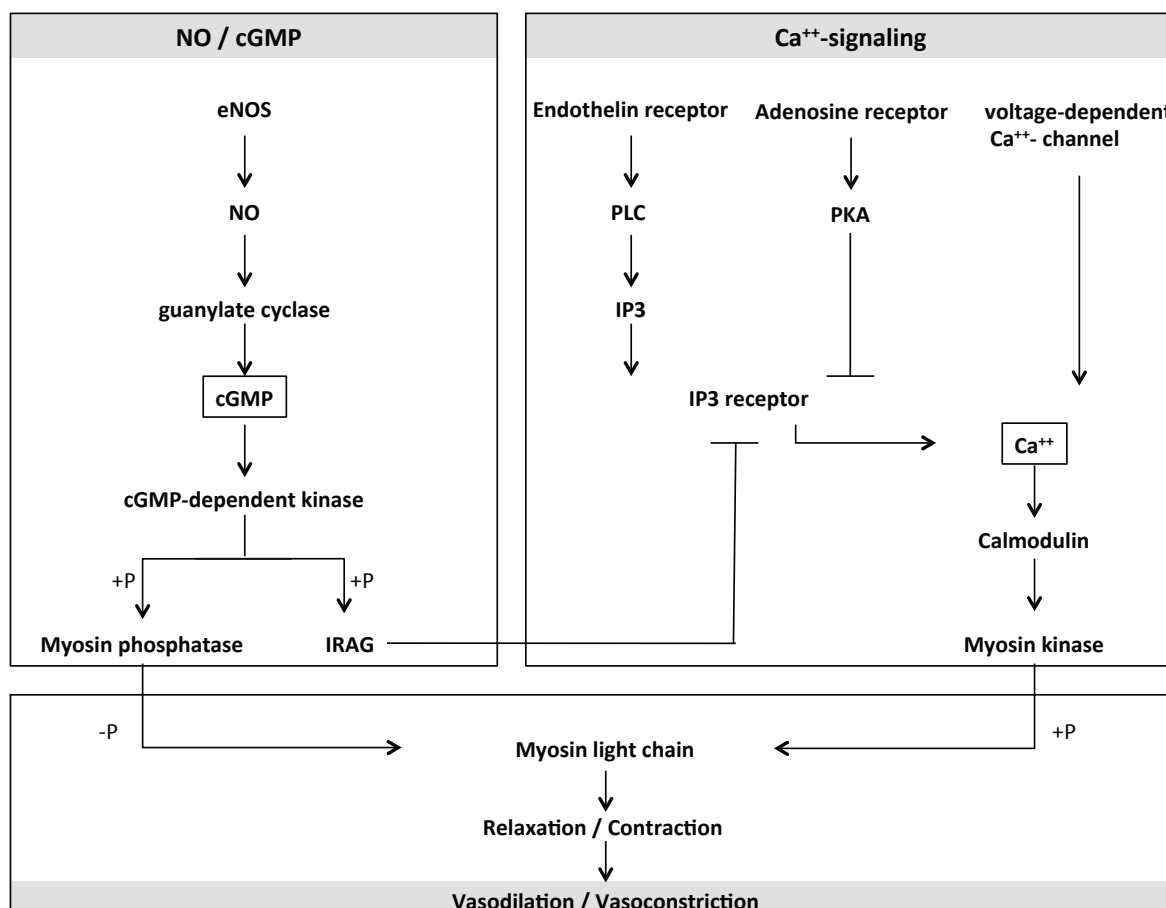 NO / cGMP
eNOS
NO
guanylate cyclase
cGMP
cGMP-dependent kinase
+P
+P
Myosin phosphatase
IRAG
Ca⁺⁺-signaling
Endothelin receptor
Adenosine receptor
voltage-dependent
Ca⁺⁺- channel
PLC
PKA
IP3
IP3 receptor
Ca⁺⁺
Calmodulin
Myosin kinase
-P
+P
Myosin light chain
Relaxation / Contraction
Vasodilation / Vasoconstriction